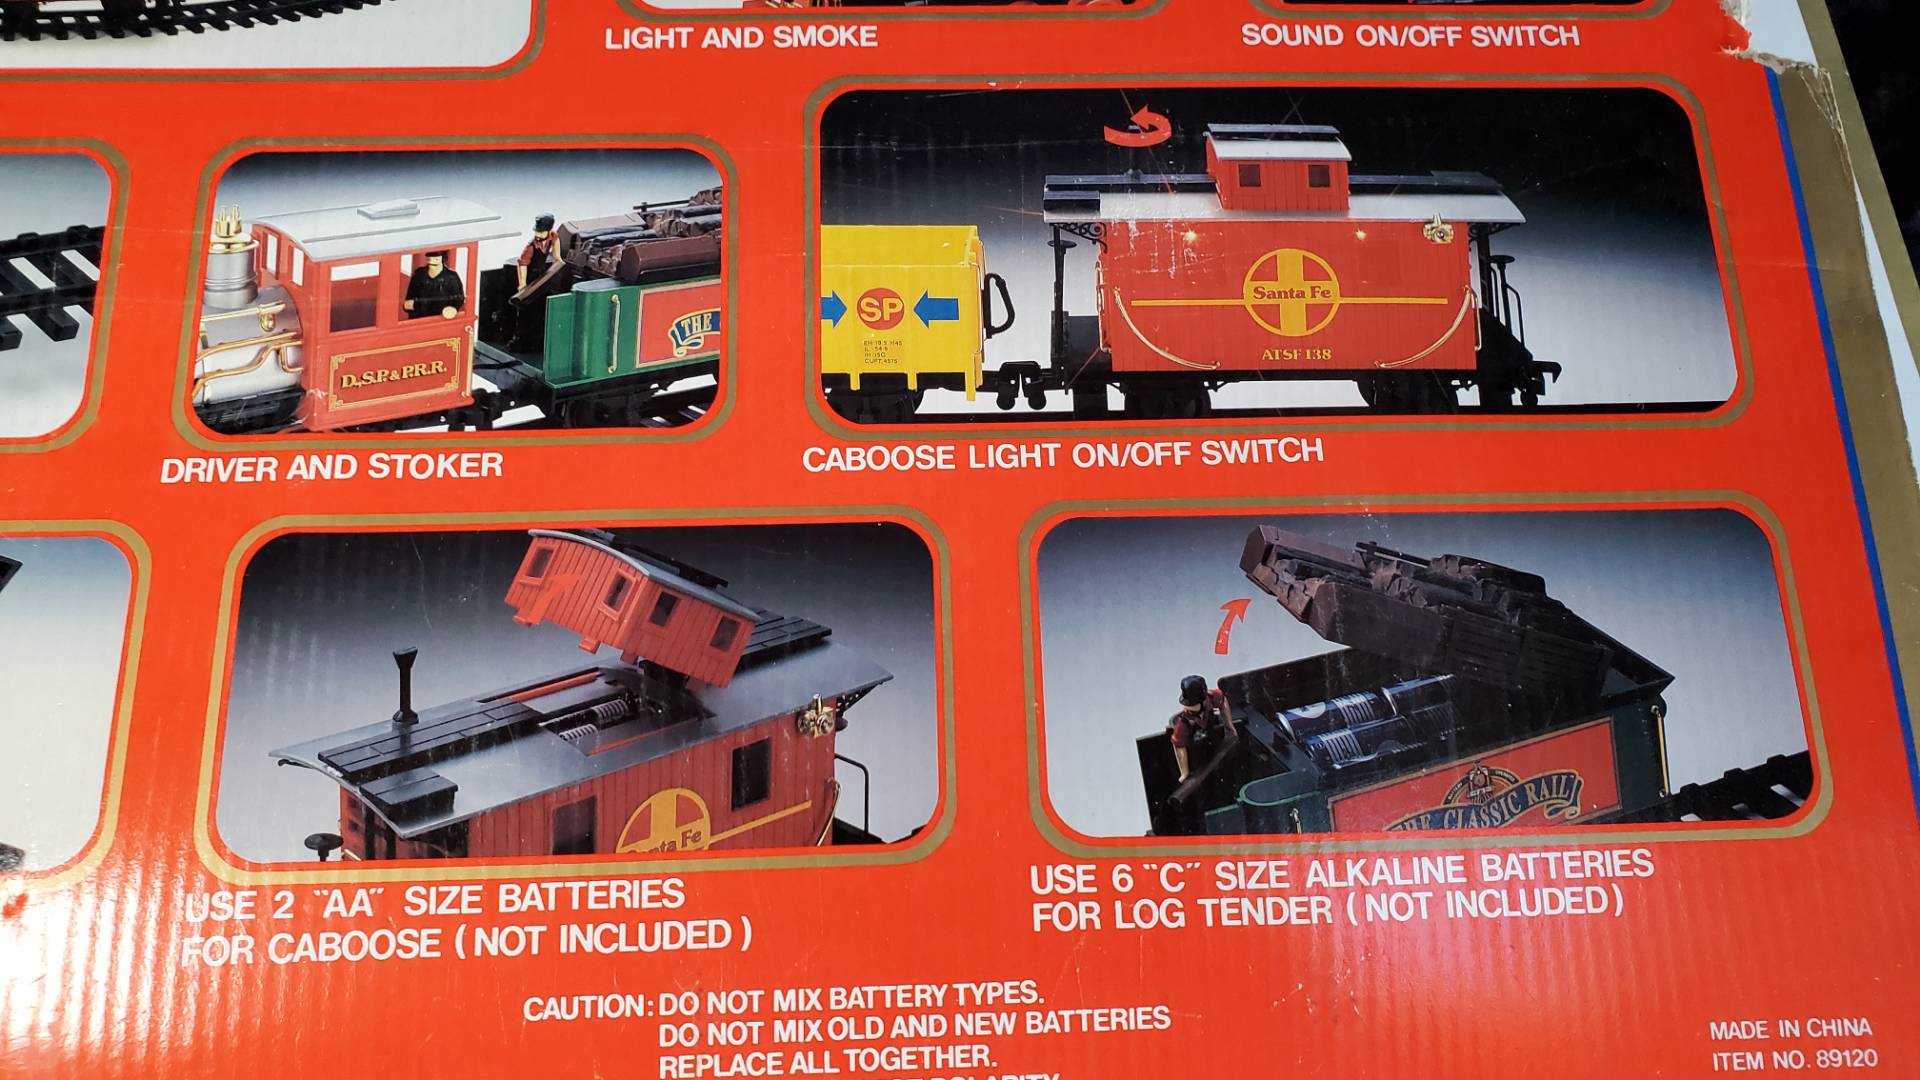 LIGHT AND SMOKE
SOUND ON/OFF SWITCH
D.,S.P.&P.R.R.
THE
SP
Santa Fe
ATSF 138
DRIVER AND STOKER
CABOOSE LIGHT ON/OFF SWITCH
Santa Fe
THE CLASSIC RAIL
USE 2 "AA" SIZE BATTERIES
FOR CABOOSE (NOT INCLUDED)
USE 6 "C" SIZE ALKALINE BATTERIES
FOR LOG TENDER (NOT INCLUDED)
CAUTION: DO NOT MIX BATTERY TYPES.
DO NOT MIX OLD AND NEW BATTERIES
REPLACE ALL TOGETHER.
POLARITY
MADE IN CHINA
ITEM NO. 89120